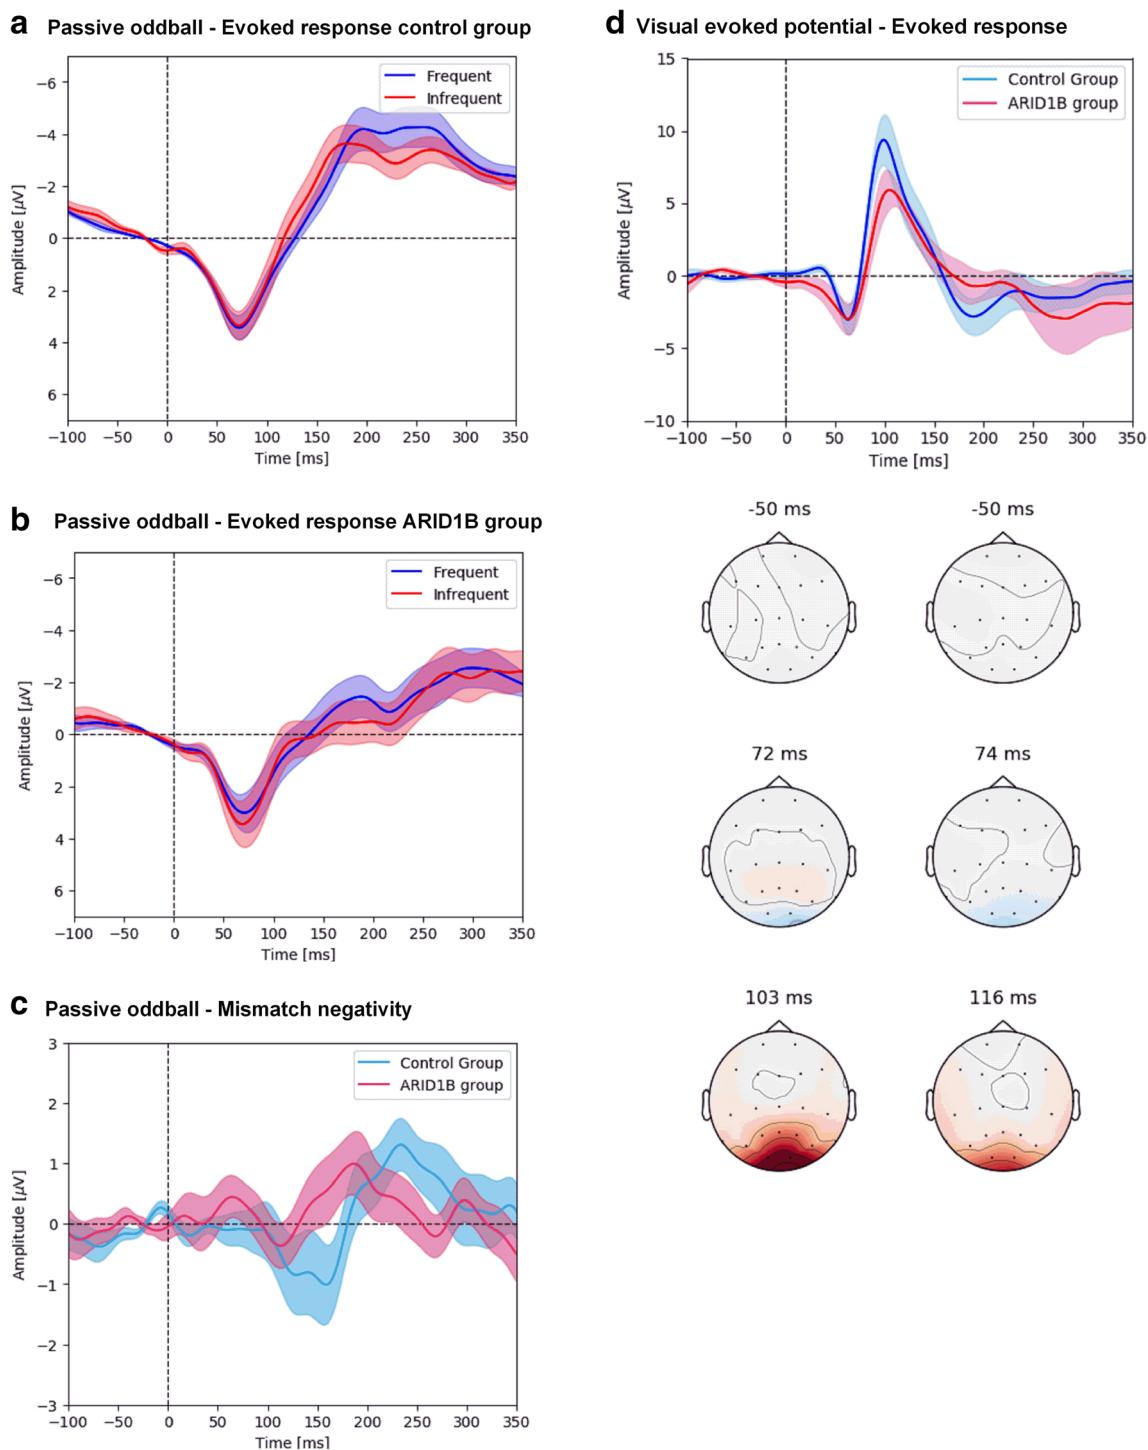 a Passive oddball - Evoked response control group
Frequent
Infrequent
−6
−4
−2
0
2
4
6
Amplitude [μV]
−100 −50 0 50 100 150 200 250 300 350
Time [ms]
b Passive oddball - Evoked response ARID1B group
Frequent
Infrequent
−6
−4
−2
0
2
4
6
Amplitude [μV]
−100 −50 0 50 100 150 200 250 300 350
Time [ms]
c Passive oddball - Mismatch negativity
Control Group
ARID1B group
3
2
1
0
−1
−2
−3
Amplitude [μV]
−100 −50 0 50 100 150 200 250 300 350
Time [ms]
d Visual evoked potential - Evoked response
Control Group
ARID1B group
15
10
5
0
−5
−10
Amplitude [μV]
−100 −50 0 50 100 150 200 250 300 350
Time [ms]
-50 ms -50 ms
72 ms 74 ms
103 ms 116 ms